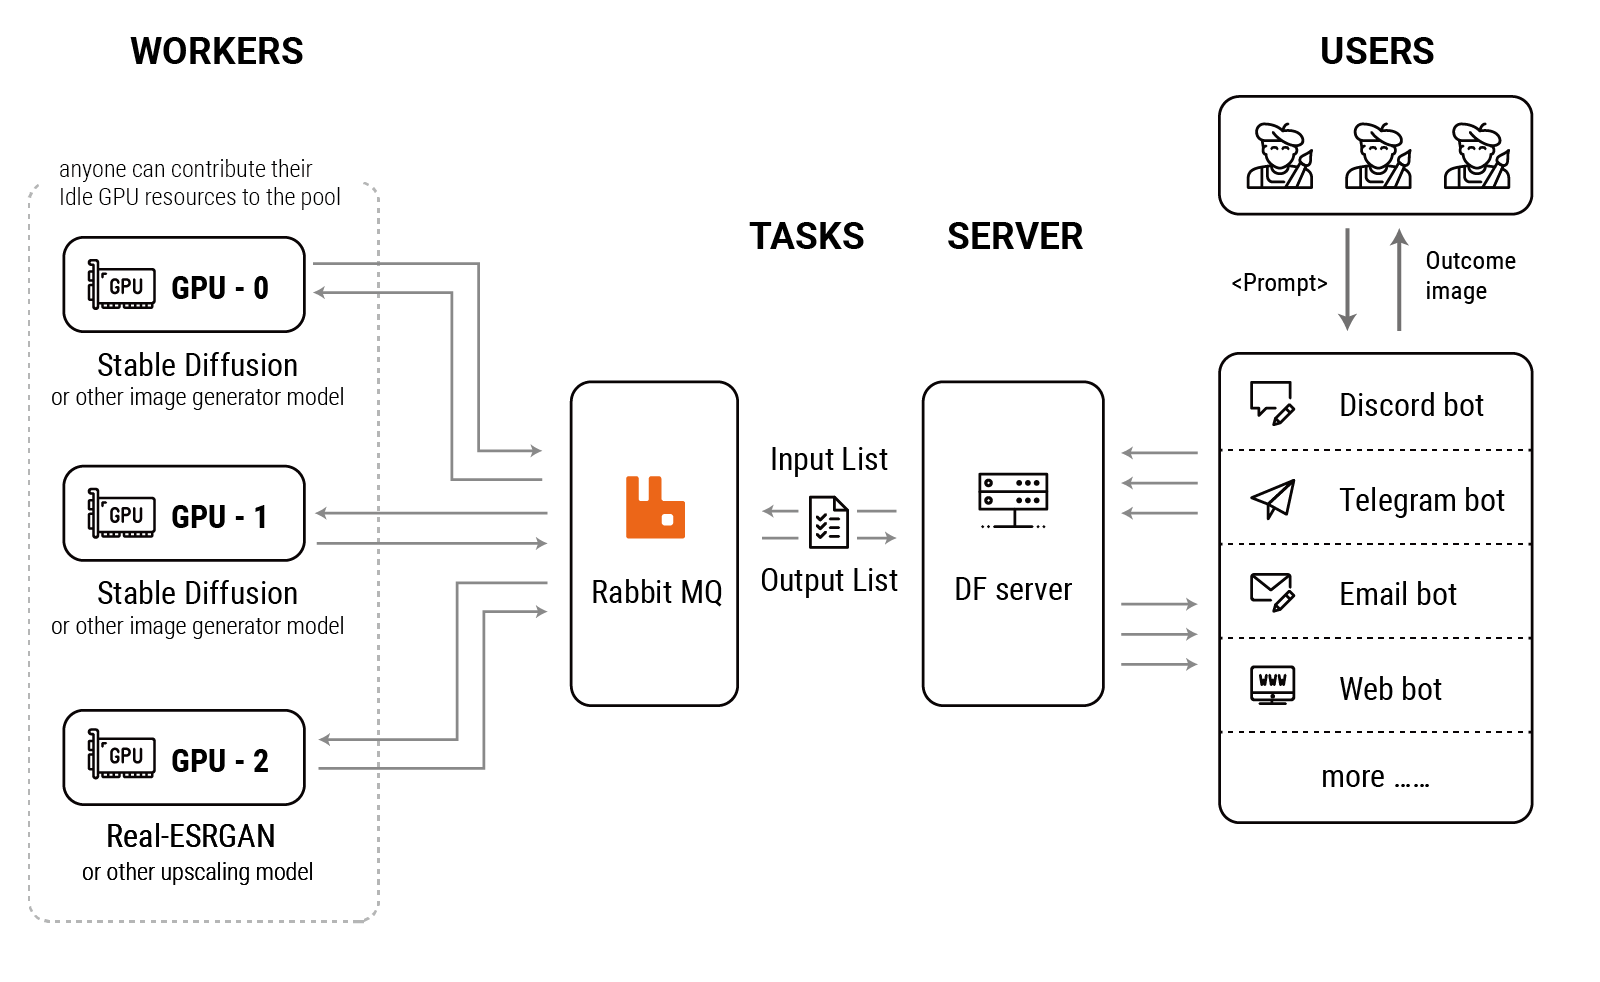 WORKERS
anyone can contribute their
Idle GPU resources to the pool
GPU
GPU - 0
Stable Diffusion
or other image generator model
GPU
GPU - 1
Stable Diffusion
or other image generator model
GPU
GPU - 2
Real-ESRGAN
or other upscaling model
Rabbit MQ
TASKS
Input List
Output List
SERVER
DF server
USERS
<Prompt>
Outcome
image
Discord bot
Telegram bot
Email bot
WWW
Web bot
more ......